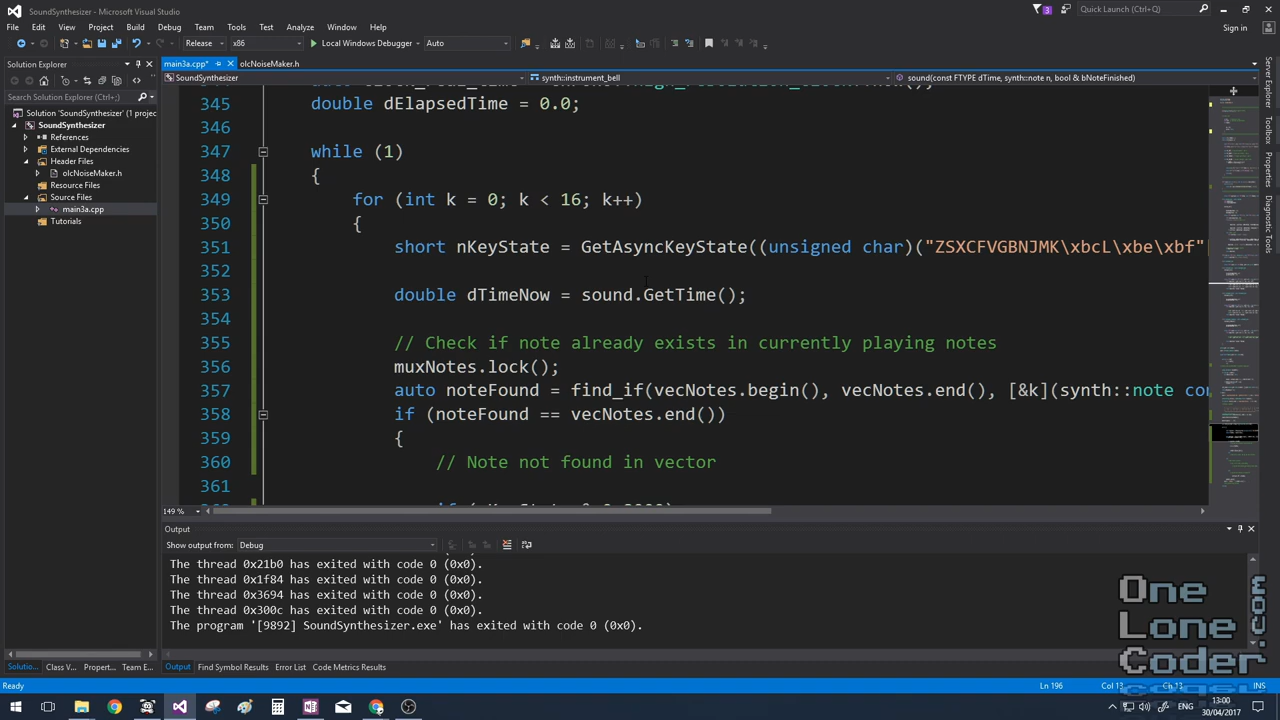 SoundSynthesizer
3
Quick Launch (Ctrl+Q)
File Edit View Project Build Debug Team Tools Test Analyze Window Help
Sign in
Release x86 Local Windows Debugger Auto
Solution Explorer
main3a.cpp* olcNoiseMaker.h
SoundSynthesizer synth::instrument_bell sound(const FTYPE dTime, synth::note n, bool & bNoteFinished)
Search Solution Explorer (Ctrl+;)
Solution 'SoundSynthesizer' (1 project)
SoundSynthesizer
References
External Dependencies
Header Files
olcNoiseMaker.h
Resource Files
Source Files
main3a.cpp
Tutorials
345 double dElapsedTime = 0.0;
346
347 while (1)
348 {
349 for (int k = 0; k < 16; k++)
350 {
351 short nKeyState = GetAsyncKeyState((unsigned char)("ZSXCFVGBNJMK\xbcL\xbe\xbf"
352
353 double dTimeNow = sound.GetTime();
354
355 // Check if note already exists in currently playing notes
356 muxNotes.lock();
357 auto noteFound = find_if(vecNotes.begin(), vecNotes.end(), [&k](synth::note co
358 if (noteFound == vecNotes.end())
359 {
360 // Note not found in vector
361
149 %
Server Explorer
Toolbox
Notifications
Properties
Diagnostic Tools
Output
Show output from: Debug
The thread 0x21b0 has exited with code 0 (0x0).
The thread 0x1f84 has exited with code 0 (0x0).
The thread 0x3694 has exited with code 0 (0x0).
The thread 0x300c has exited with code 0 (0x0).
The program '[9892] SoundSynthesizer.exe' has exited with code 0 (0x0).
One
Lone
Coder
.com
Solutio... Class V... Propert... Team E...
Output Find Symbol Results Error List Code Metrics Results
Ready Ln 196 Col 13 Ch 13 INS
ENG
13:00
30/04/2017